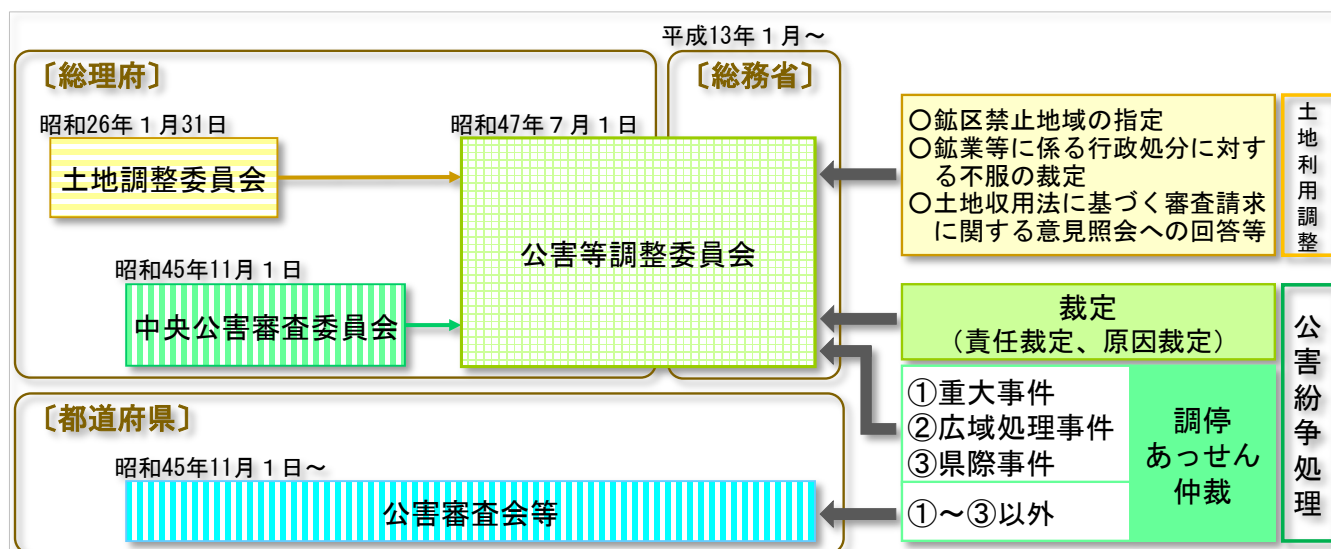 平成13年１月～
〔総理府〕
〔総務省〕
昭和26年１月31日
昭和47年７月１日
土地調整委員会
公害等調整委員会
昭和45年11月１日
中央公害審査委員会
〔都道府県〕
昭和45年11月１日～
公害審査会等
○鉱区禁止地域の指定
○鉱業等に係る行政処分に対す
る不服の裁定
○土地収用法に基づく審査請求
に関する意見照会への回答等
土地利用調整
裁定
（責任裁定、原因裁定）
①重大事件
②広域処理事件
③県際事件
①～③以外
調停
あっせん
仲裁
公害紛争処理